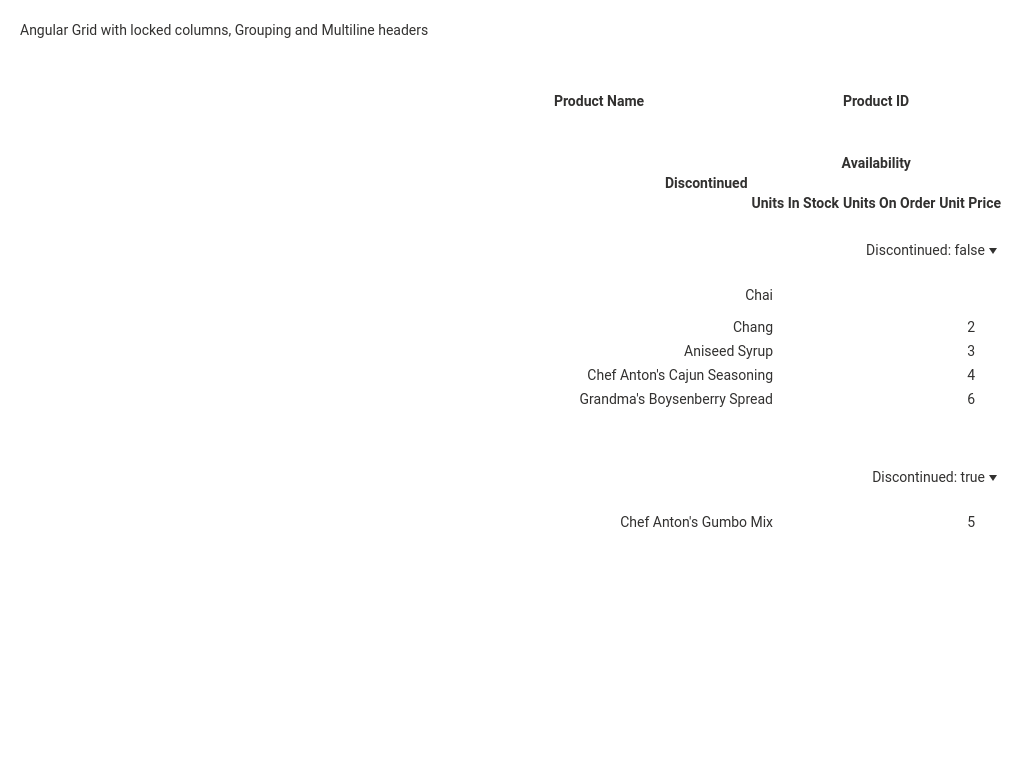 Angular Grid with locked columns, Grouping and Multiline headers
Product Name Product ID
Availability
Discontinued
Units In Stock Units On Order Unit Price
Discontinued: false
Chai
Chang 2
Aniseed Syrup 3
Chef Anton's Cajun Seasoning 4
Grandma's Boysenberry Spread 6
Discontinued: true
Chef Anton's Gumbo Mix 5